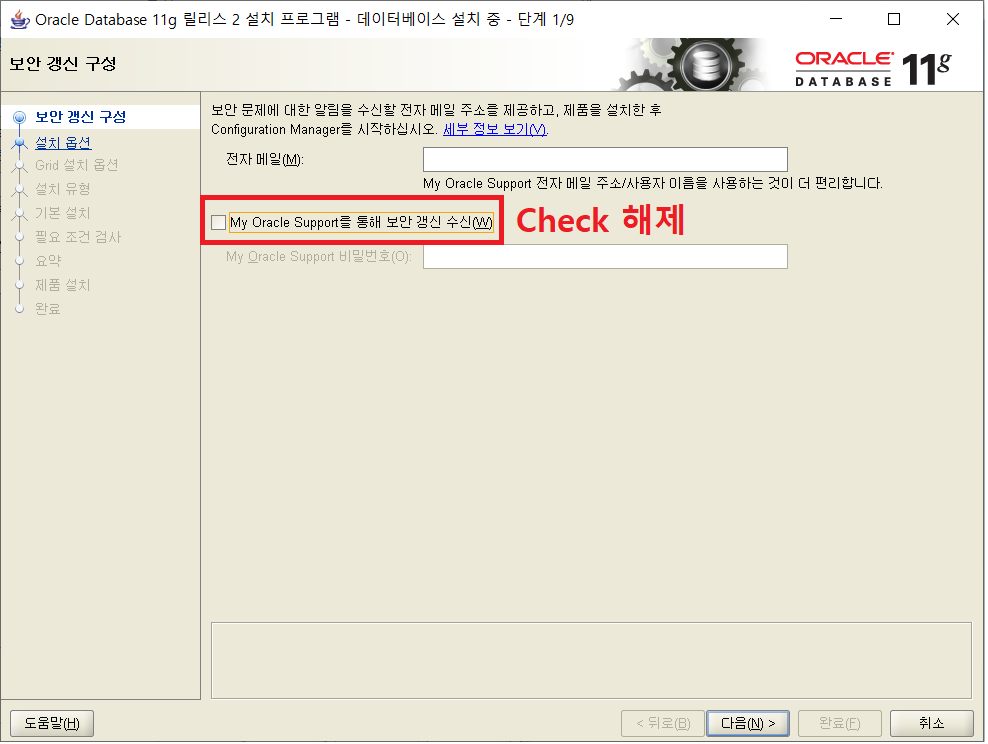 Oracle Database 11g 릴리스 2 설치 프로그램 - 데이터베이스 설치 중 - 단계 1/9
보안 갱신 구성
ORACLE
DATABASE
11g
보안 갱신 구성
설치 옵션
Grid 설치 옵션
설치 유형
기본 설치
필요 조건 검사
요약
제품 설치
완료
보안 문제에 대한 알림을 수신할 전자 메일 주소를 제공하고, 제품을 설치한 후
Configuration Manager를 시작하십시오. 세부 정보 보기(V).
전자 메일(M):
My Oracle Support 전자 메일 주소/사용자 이름을 사용하는 것이 더 편리합니다.
My Oracle Support를 통해 보안 갱신 수신(W)
Check 해제
My Oracle Support 비밀번호(O):
도움말(H)
< 뒤로(B)
다음(N) >
완료(F)
취소